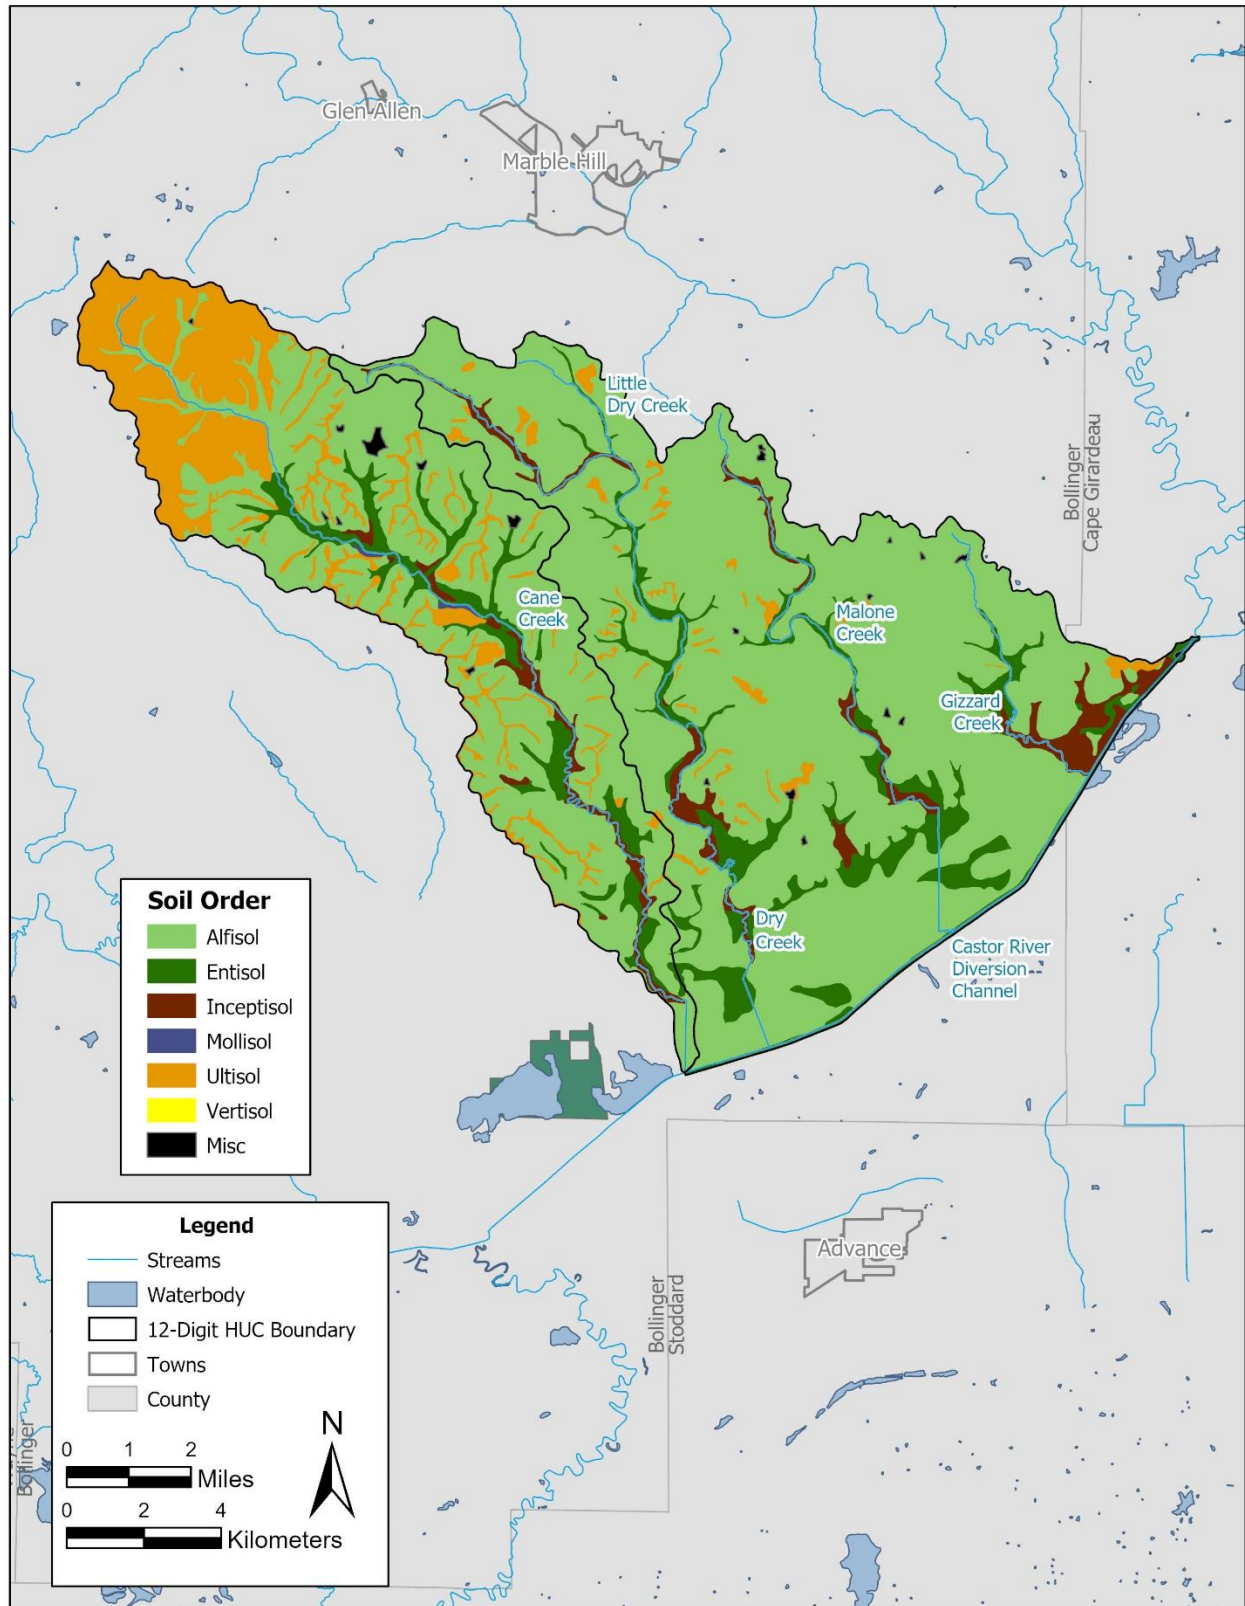 Glen Allen
Marble Hill
Little
Dry Creek
Bollinger
Cape Girardeau
Cane
Creek
Malone
Creek
Gizzard
Creek
Dry
Creek
Castor River
Diversion
Channel
Soil Order
Alfisol
Entisol
Inceptisol
Mollisol
Ultisol
Vertisol
Misc
Advance
Bollinger
Stoddard
Legend
Streams
Waterbody
12-Digit HUC Boundary
Towns
County
N
0 1 2
Miles
0 2 4
Kilometers
Bollinger